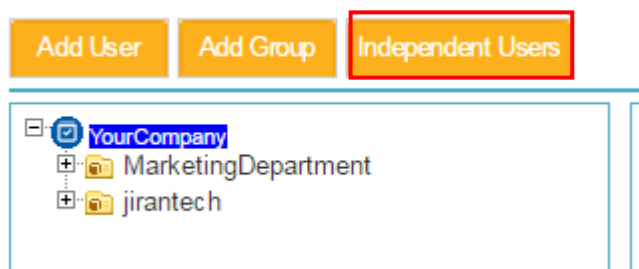 Add User Add Group Independent Users
YourCompany
MarketingDepartment
jirantech